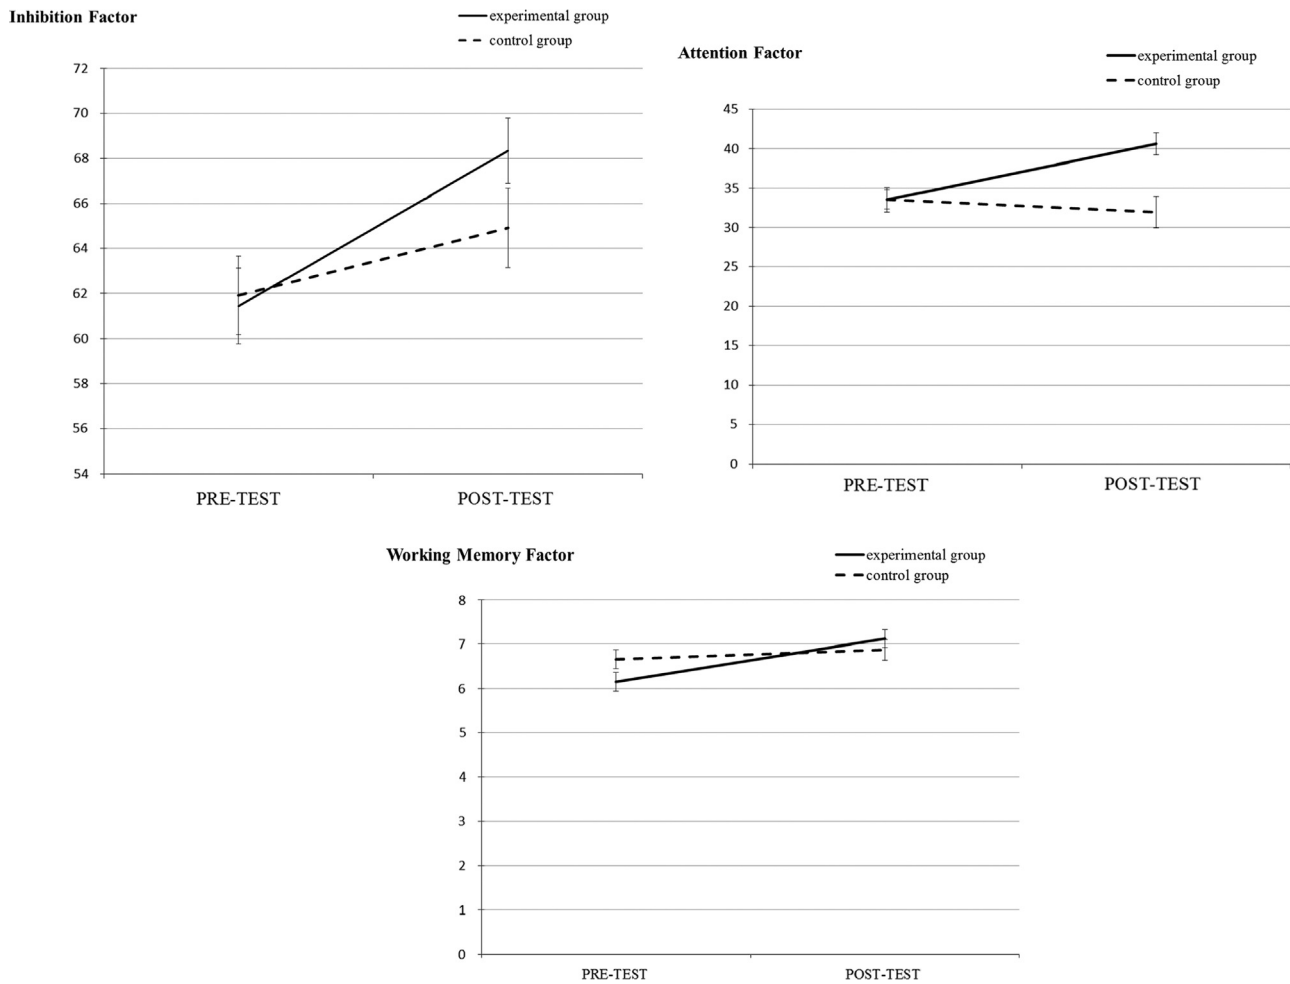 Inhibition Factor
experimental group
control group
72
70
68
66
64
62
60
58
56
54
PRE-TEST
POST-TEST
Attention Factor
experimental group
control group
45
40
35
30
25
20
15
10
5
0
PRE-TEST
POST-TEST
Working Memory Factor
experimental group
control group
8
7
6
5
4
3
2
1
0
PRE-TEST
POST-TEST